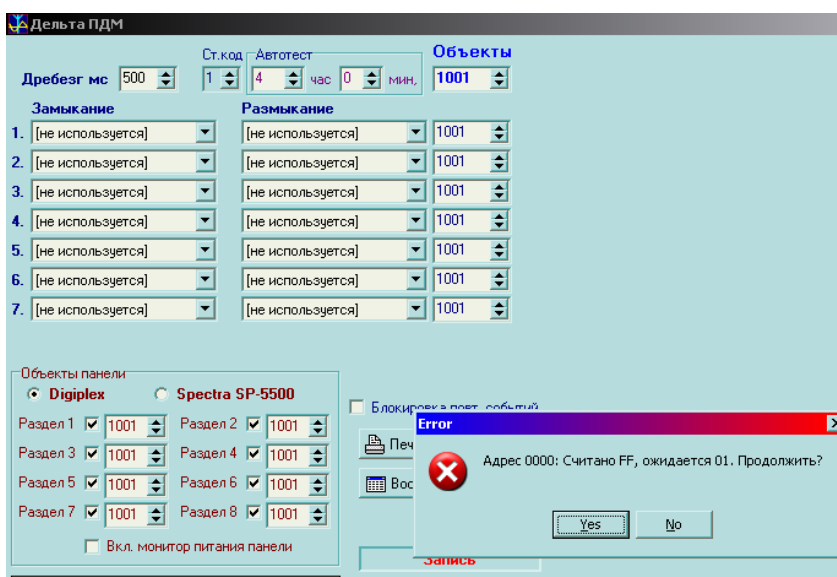 Дельта ПДМ
Ст.код Автотест Объекты
Дребезг мс 500 1 4 час 0 мин, 1001
Замыкание Размыкание
1. [не используется] [не используется] 1001
2. [не используется] [не используется] 1001
3. [не используется] [не используется] 1001
4. [не используется] [не используется] 1001
5. [не используется] [не используется] 1001
6. [не используется] [не используется] 1001
7. [не используется] [не используется] 1001
Объекты панели
Digiplex Spectra SP-5500
Раздел 1 1001 Раздел 2 1001
Раздел 3 1001 Раздел 4 1001
Раздел 5 1001 Раздел 6 1001
Раздел 7 1001 Раздел 8 1001
Вкл. монитор питания панели
Блокировка повт. событий
Печ
Вос
Запись
Error
Адрес 0000: Считано FF, ожидается 01. Продолжить?
Yes No